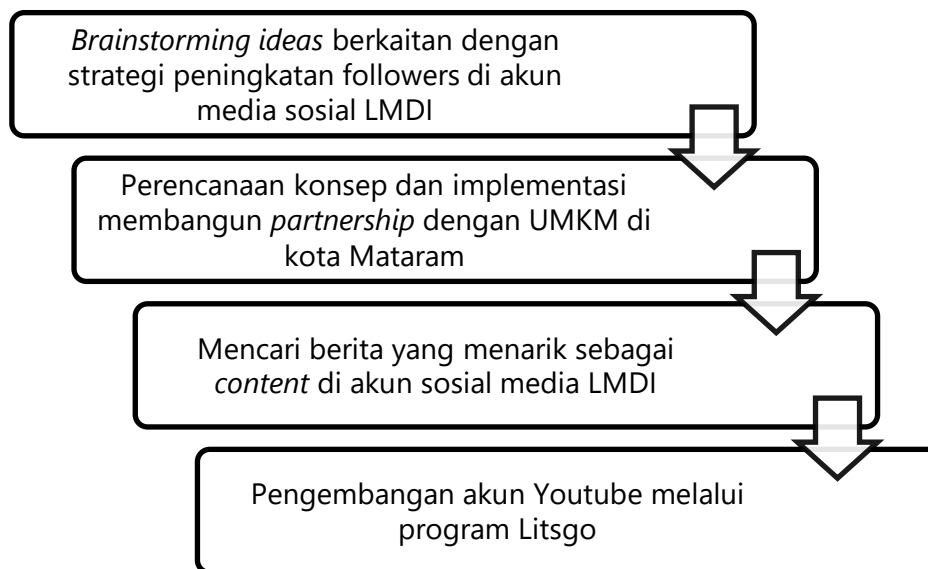 Brainstorming ideas berkaitan dengan
strategi peningkatan followers di akun
media sosial LMDI
Perencanaan konsep dan implementasi
membangun partnership dengan UMKM di
kota Mataram
Mencari berita yang menarik sebagai
content di akun sosial media LMDI
Pengembangan akun Youtube melalui
program Litsgo